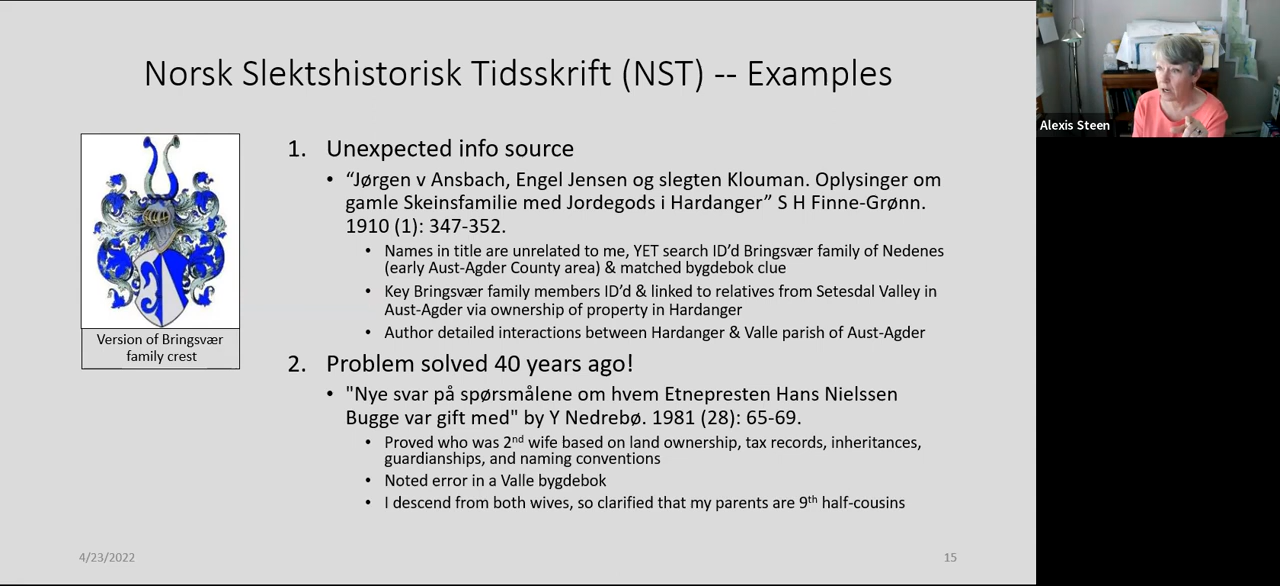 Norsk Slektshistorisk Tidsskrift (NST) -- Examples
Alexis Steen
Version of Bringsvær
family crest
1. Unexpected info source
• “Jørgen v Ansbach, Engel Jensen og slegten Klouman. Oplysinger om
gamle Skeinsfamilie med Jordegods i Hardanger” S H Finne-Grønn.
1910 (1): 347-352.
• Names in title are unrelated to me, YET search ID’d Bringsvær family of Nedenes
(early Aust-Agder County area) & matched bygdebok clue
• Key Bringsvær family members ID’d & linked to relatives from Setesdal Valley in
Aust-Agder via ownership of property in Hardanger
• Author detailed interactions between Hardanger & Valle parish of Aust-Agder
2. Problem solved 40 years ago!
• "Nye svar på spørsmålene om hvem Etnepresten Hans Nielssen
Bugge var gift med" by Y Nedrebø. 1981 (28): 65-69.
• Proved who was 2nd wife based on land ownership, tax records, inheritances,
guardianships, and naming conventions
• Noted error in a Valle bygdebok
• I descend from both wives, so clarified that my parents are 9th half-cousins
4/23/2022
15